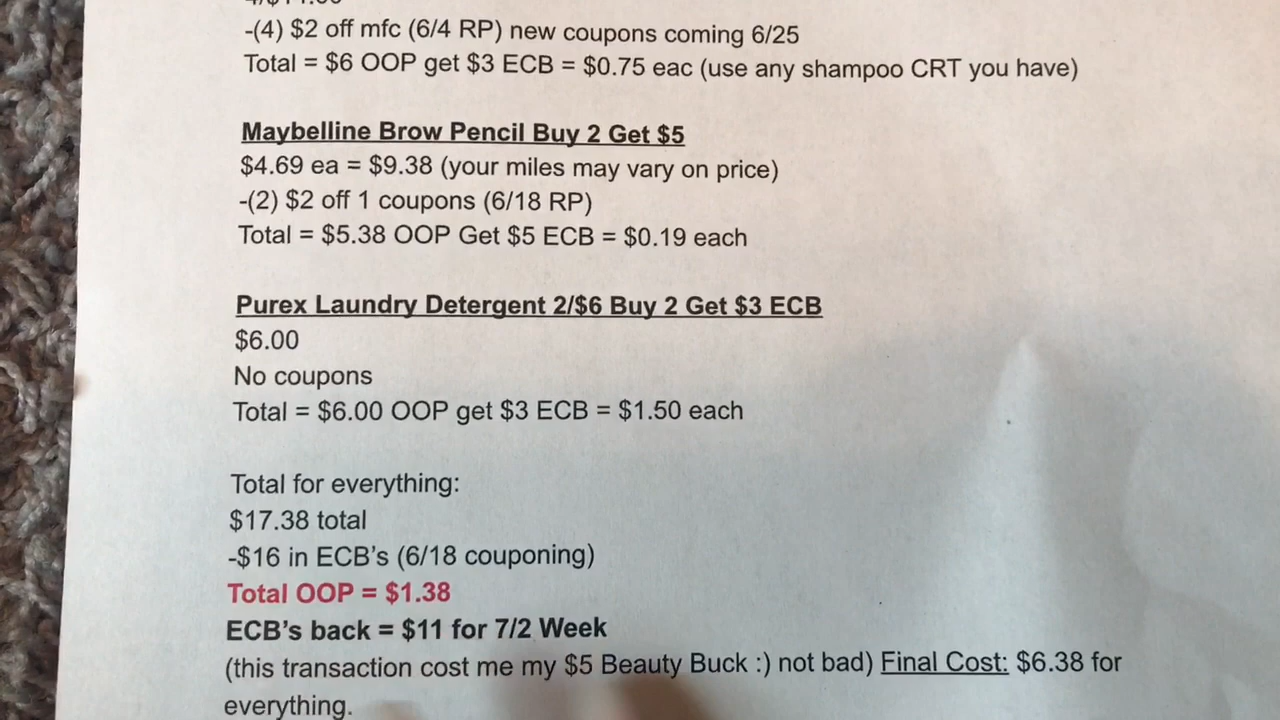 -(4) $2 off mfc (6/4 RP) new coupons coming 6/25
Total = $6 OOP get $3 ECB = $0.75 eac (use any shampoo CRT you have)
Maybelline Brow Pencil Buy 2 Get $5
$4.69 ea = $9.38 (your miles may vary on price)
-(2) $2 off 1 coupons (6/18 RP)
Total = $5.38 OOP Get $5 ECB = $0.19 each
Purex Laundry Detergent 2/$6 Buy 2 Get $3 ECB
$6.00
No coupons
Total = $6.00 OOP get $3 ECB = $1.50 each
Total for everything:
$17.38 total
-$16 in ECB's (6/18 couponing)
Total OOP = $1.38
ECB's back = $11 for 7/2 Week
(this transaction cost me my $5 Beauty Buck :) not bad) Final Cost: $6.38 for
everything.